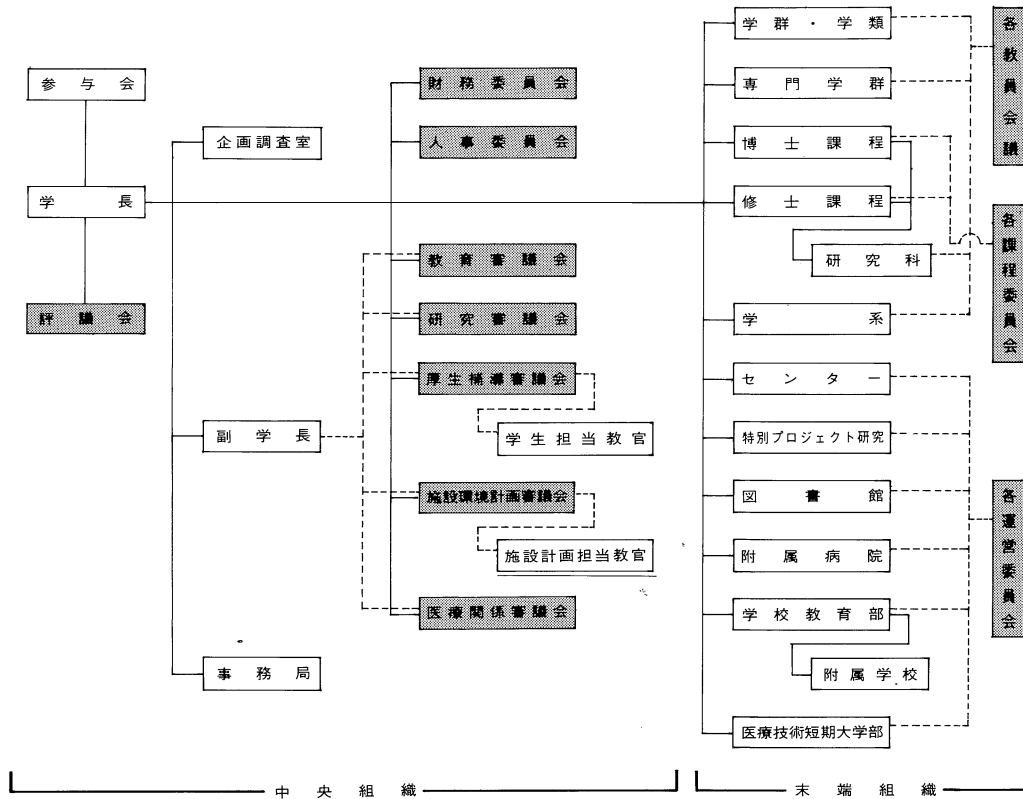 参与会
学長
評議会
企画調査室
副学長
事務局
財務委員会
人事委員会
教育審議会
研究審議会
厚生補導審議会
学生担当教官
施設環境計画審議会
施設計画担当教官
医療関係審議会
学群・学類
専門学群
博士課程
修士課程
研究科
学系
センター
特別プロジェクト研究
図書館
附属病院
学校教育部
附属学校
医療技術短期大学部
各教員会議
各課程委員会
各運営委員会
中央組織
末端組織